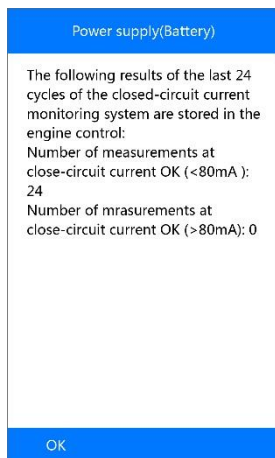 Power supply(Battery)
The following results of the last 24
cycles of the closed-circuit current
monitoring system are stored in the
engine control:
Number of measurements at
close-circuit current OK (<80mA ):
24
Number of mrasurements at
close-circuit current OK (>80mA): 0
OK